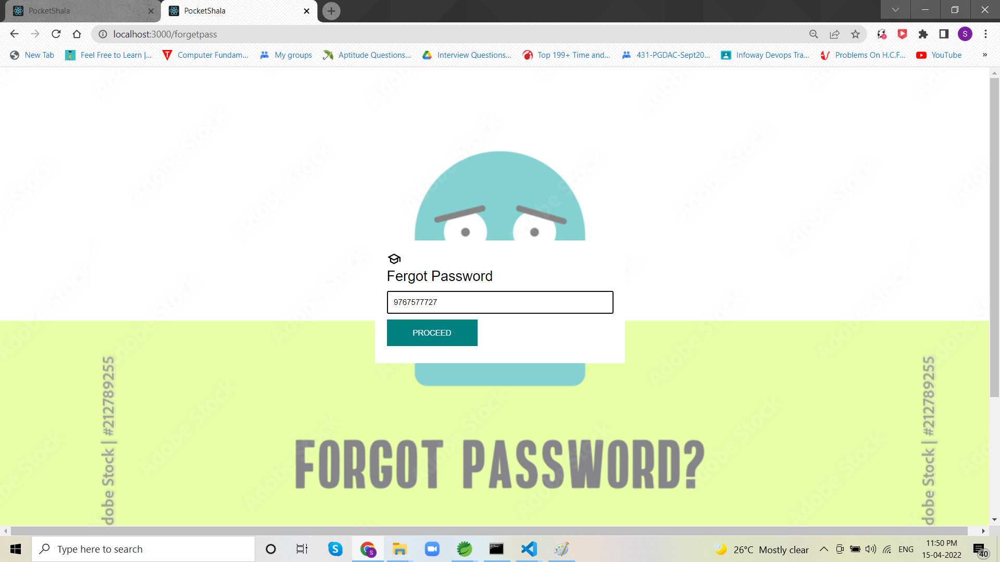 PocketShala
PocketShala
localhost:3000/forgetpass
S
New Tab
Feel Free to Learn |...
Computer Fundam...
My groups
Aptitude Questions...
Interview Questions...
Top 199+ Time and...
431-PGDAC-Sept20...
Infoway Devops Tra...
Problems On H.C.F...
YouTube
»
Adobe Stock
Fergot Password
9767577727
PROCEED
dobe Stock | #212789255
dobe Stock | #212789255
FORGOT PASSWORD?
Type here to search
S
26°C Mostly clear
ENG
11:50 PM
15-04-2022
40